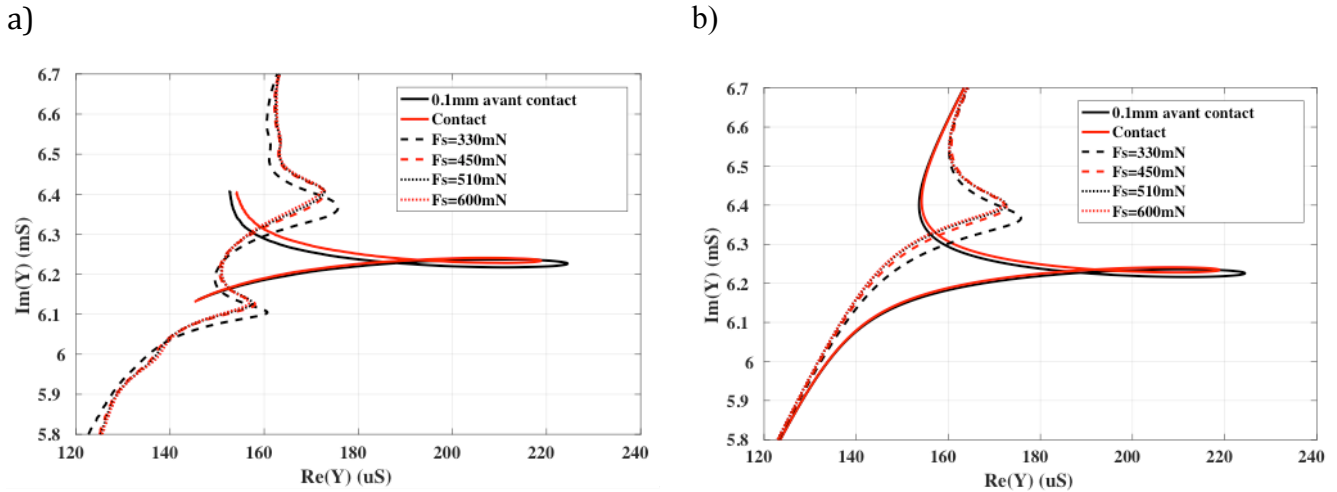 a)
6.7
6.6
6.5
6.4
6.3
6.2
6.1
6
5.9
5.8
Im(Y) (mS)
0.1mm avant contact
Contact
Fs=330mN
Fs=450mN
Fs=510mN
Fs=600mN
120 140 160 180 200 220 240
Re(Y) (uS)
b)
6.7
6.6
6.5
6.4
6.3
6.2
6.1
6
5.9
5.8
Im(Y) (mS)
0.1mm avant contact
Contact
Fs=330mN
Fs=450mN
Fs=510mN
Fs=600mN
120 140 160 180 200 220 240
Re(Y) (uS)